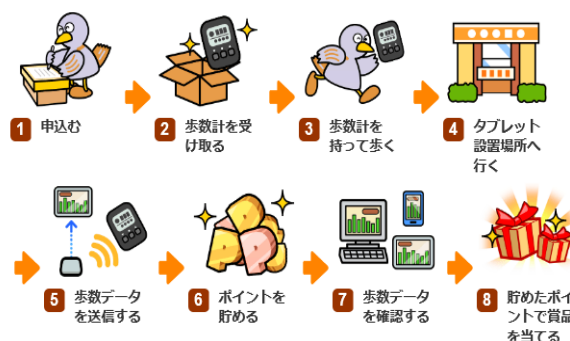 1 申込む
2 歩数計を受
け取る
3 歩数計を
持って歩く
4 タブレット
設置場所へ
行く
5 歩数データ
を送信する
6 ポイントを
貯める
7 歩数データ
を確認する
8 貯めたポイ
ントで賞品
を当てる